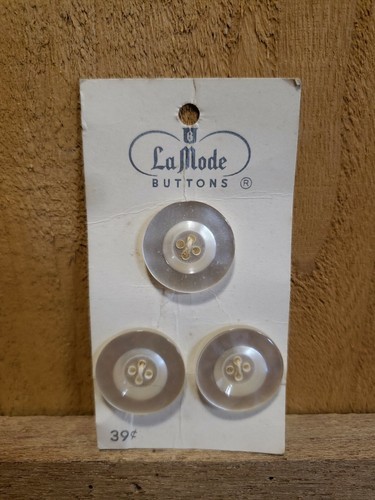 La Mode
BUTTONS ®
39¢